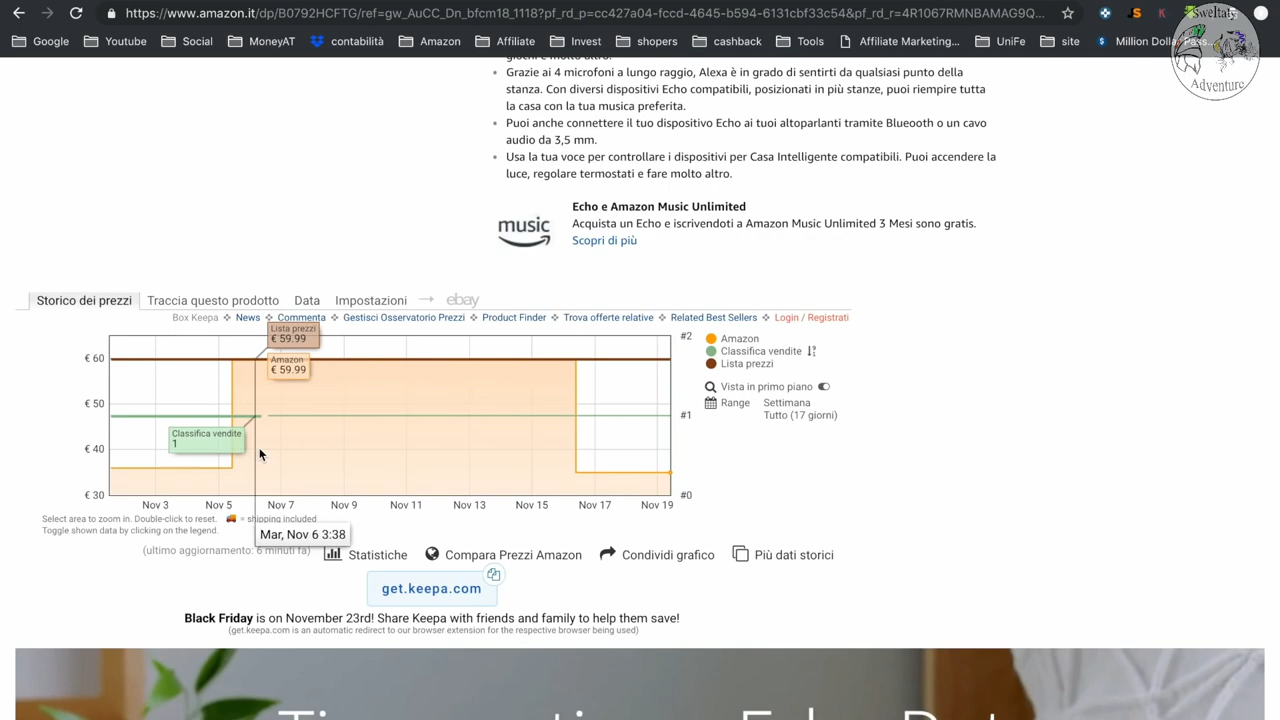 https://www.amazon.it/dp/B0792HCFTG/ref=gw_AuCC_Dn_bfcm18_1118?pf_rd_p=cc427a04-fccd-4645-b594-6131cbf33c54&pf_rd_r=4R1067RMNBAMAG9Q...
JS K
Google Youtube Social MoneyAT contabilità Amazon Affiliate Invest shopers cashback Tools Affiliate Marketing... UniFe site Million Dollar
Sweltaly
Adventure
Grazie ai 4 microfoni a lungo raggio, Alexa è in grado di sentirti da qualsiasi punto della
stanza. Con diversi dispositivi Echo compatibili, posizionati in più stanze, puoi riempire tutta
la casa con la tua musica preferita.
Puoi anche connettere il tuo dispositivo Echo ai tuoi altoparlanti tramite Blueooth o un cavo
audio da 3,5 mm.
Usa la tua voce per controllare i dispositivi per Casa Intelligente compatibili. Puoi accendere la
luce, regolare termostati e fare molto altro.
music
Echo e Amazon Music Unlimited
Acquista un Echo e iscrivendoti a Amazon Music Unlimited 3 Mesi sono gratis.
Scopri di più
Storico dei prezzi Traccia questo prodotto Data Impostazioni → ebay
Box Keepa ❖ News ❖ Commenta ❖ Gestisci Osservatorio Prezzi ❖ Product Finder ❖ Trova offerte relative ❖ Related Best Sellers ❖ Login / Registrati
Lista prezzi
€ 59.99
Amazon
€ 59.99
Classifica vendite
1
€ 60
€ 50
€ 40
€ 30
#2
#1
#0
Amazon
Classifica vendite
Lista prezzi
Vista in primo piano
Range Settimana
Tutto (17 giorni)
Nov 3 Nov 5 Nov 7 Nov 9 Nov 11 Nov 13 Nov 15 Nov 17 Nov 19
Select area to zoom in. Double-click to reset. = shipping included
Toggle shown data by clicking on the legend.
Mar, Nov 6 3:38
(ultimo aggiornamento: 6 minuti fa)
Statistiche Compara Prezzi Amazon Condividi grafico Più dati storici
get.keepa.com
Black Friday is on November 23rd! Share Keepa with friends and family to help them save!
(get.keepa.com is an automatic redirect to our browser extension for the respective browser being used)